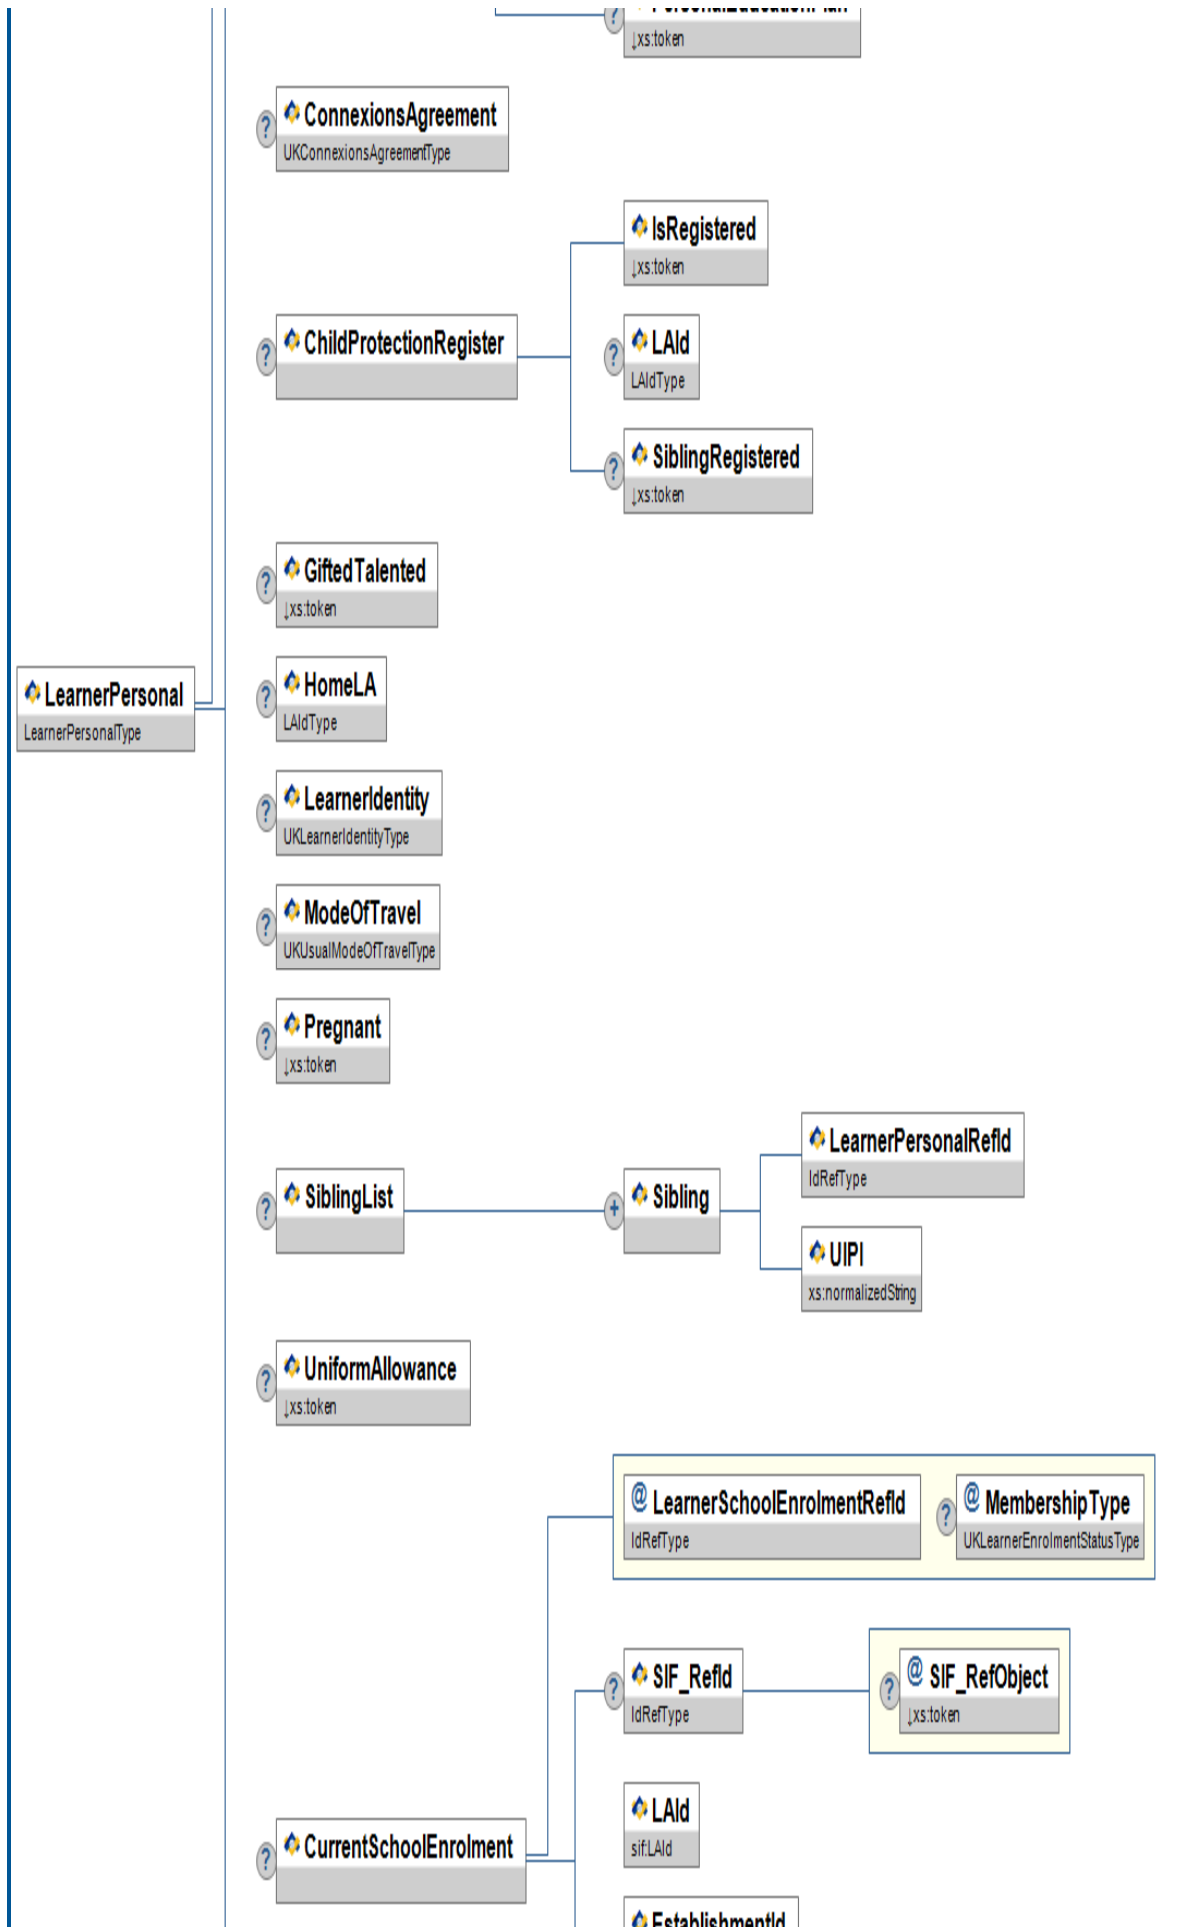 PersonalEducationPlan
↓xs:token
? ConnexionsAgreement
UKConnexionsAgreementType
IsRegistered
↓xs:token
? ChildProtectionRegister
? LAId
LAIdType
? SiblingRegistered
↓xs:token
? GiftedTalented
↓xs:token
LearnerPersonal
LearnerPersonalType
? HomeLA
LAIdType
? LearnerIdentity
UKLearnerIdentityType
? ModeOfTravel
UKUsualModeOfTravelType
? Pregnant
↓xs:token
LearnerPersonalRefId
IdRefType
? SiblingList
+ Sibling
UIPI
xs:normalizedString
? UniformAllowance
↓xs:token
@ LearnerSchoolEnrolmentRefId
IdRefType
? @ MembershipType
UKLearnerEnrolmentStatusType
? SIF_RefId
IdRefType
? @ SIF_RefObject
↓xs:token
LAId
sif:LAId
? CurrentSchoolEnrolment
EstablishmentId